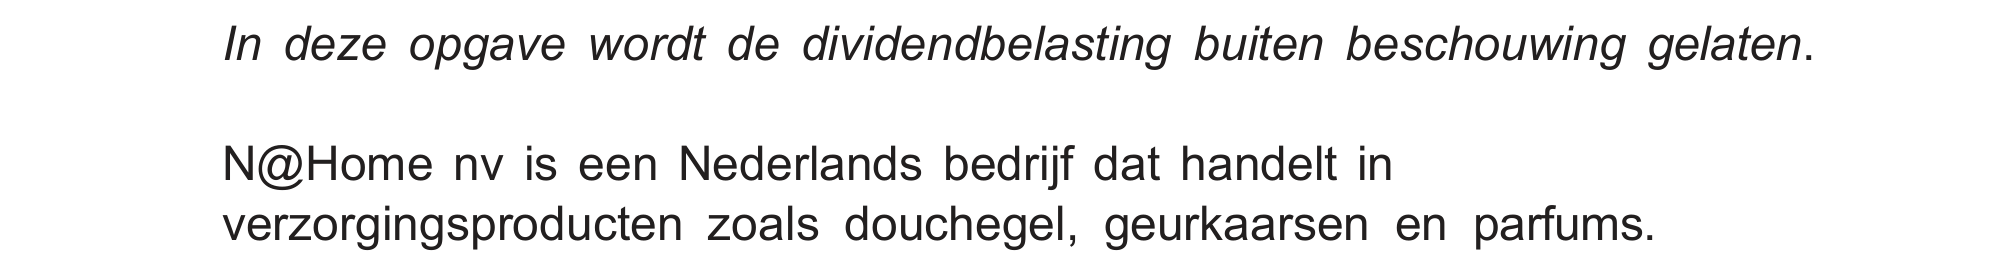 In deze opgave wordt de dividendbelasting buiten beschouwing gelaten.
N@Home nv is een Nederlands bedrijf dat handelt in
verzorgingsproducten zoals douchegel, geurkaarsen en parfums.